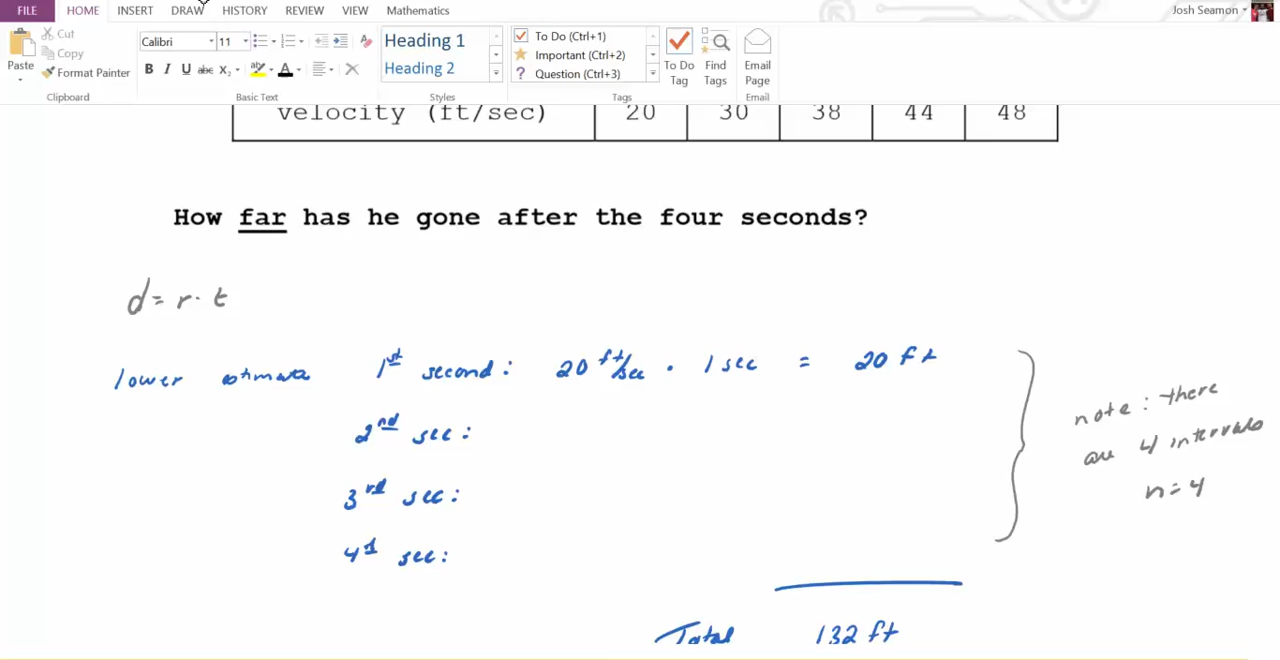 FILE HOME INSERT DRAW HISTORY REVIEW VIEW Mathematics Josh Seamon
Cut
Copy
Format Painter
Paste
Calibri 11
B I U abc X₂ A
Heading 1
Heading 2
To Do (Ctrl+1)
Important (Ctrl+2)
? Question (Ctrl+3)
To Do Tag
Find Tags
Email Page
Clipboard Basic Text Styles Tags Email
velocity (ft/sec) 20 30 38 44 48
How far has he gone after the four seconds?
d = r · t
lower estimate 1st second: 20 ft/sec · 1 sec = 20 ft
2nd sec:
3rd sec:
4th sec:
note: there
are 4 intervals
n = 4
Total 132 ft